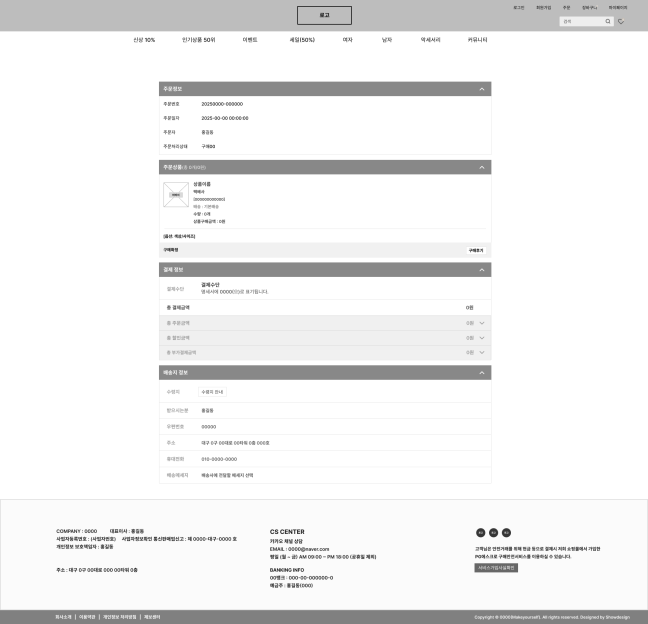 로고
로그인 회원가입 주문 장바구니 마이페이지
검색
신상 10% 인기상품 50위 이벤트 세일(50%) 여자 남자 악세서리 커뮤니티
주문정보
주문번호 20250000-000000
주문일자 2025-00-00 00:00:00
주문자 홍길동
주문처리상태 구매00
주문상품
상품이름
택배사
(000000000000)
배송 : 기본배송
수량 : 0개
상품구매금액 : 0원
[옵션: 색상/사이즈]
구매확정 구매후기
결제 정보
결제수단 결제수단
명세서에 0000(으)로 표기됩니다.
총 결제금액 0원
총 주문금액 0원
총 할인금액 0원
총 부가결제금액 0원
배송지 정보
수령지 수령지 안내
받으시는분 홍길동
우편번호 00000
주소 대구 0구 00대로 00타워 0층 000호
휴대전화 010-0000-0000
배송메세지 배송시에 전달할 메세지 선택
COMPANY : 0000 대표이사 : 홍길동
사업자등록번호 : (사업자번호) 사업자정보확인 통신판매업신고 : 제 0000-대구-0000 호
개인정보 보호책임자 : 홍길동
주소 : 대구 0구 00대로 000 00타워 0층
CS CENTER
카카오 채널 상담
EMAIL : 0000@naver.com
평일 (월 ~ 금) AM 09:00 ~ PM 18:00 (공휴일 제외)
BANKING INFO
00뱅크 : 000-00-000000-0
예금주 : 홍길동(000)
고객님은 안전거래를 위해 현금 등으로 결제시 저희 쇼핑몰에서 가입한
PG에스크로 구매안전서비스를 이용하실 수 있습니다.
서비스가입사실확인
회사소개 | 이용약관 | 개인정보 처리방침 | 제보센터